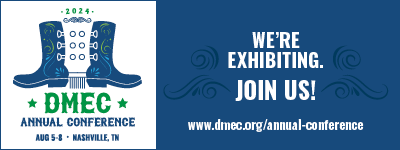 • 2024 •
DMEC
ANNUAL CONFERENCE
AUG 5-8 • NASHVILLE, TN
WE'RE
EXHIBITING.
JOIN US!
www.dmec.org/annual-conference